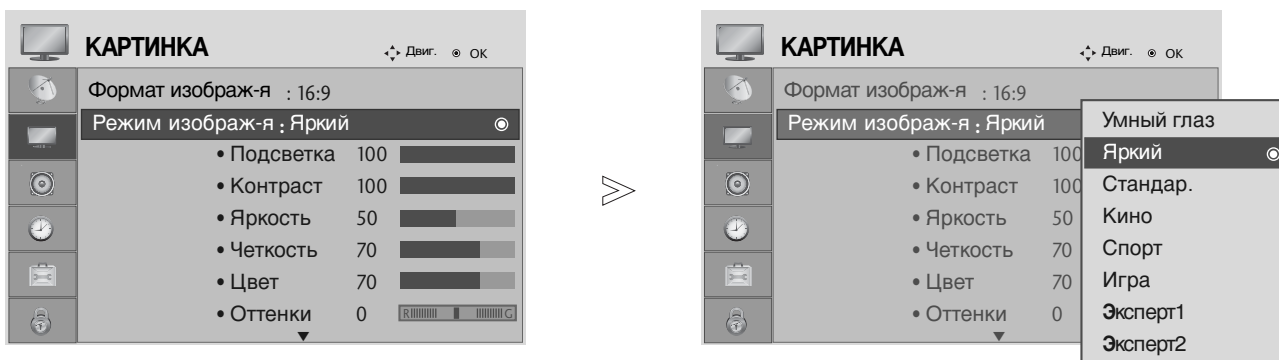 КАРТИНКА
Двиг. OK
Формат изображ-я : 16:9
Режим изображ-я : Яркий
• Подсветка 100
• Контраст 100
• Яркость 50
• Четкость 70
• Цвет 70
• Оттенки 0 R G
КАРТИНКА
Двиг. OK
Формат изображ-я : 16:9
Режим изображ-я : Яркий
• Подсветка 100
• Контраст 100
• Яркость 50
• Четкость 70
• Цвет 70
• Оттенки 0
Умный глаз
Яркий
Стандар.
Кино
Спорт
Игра
Эксперт1
Эксперт2